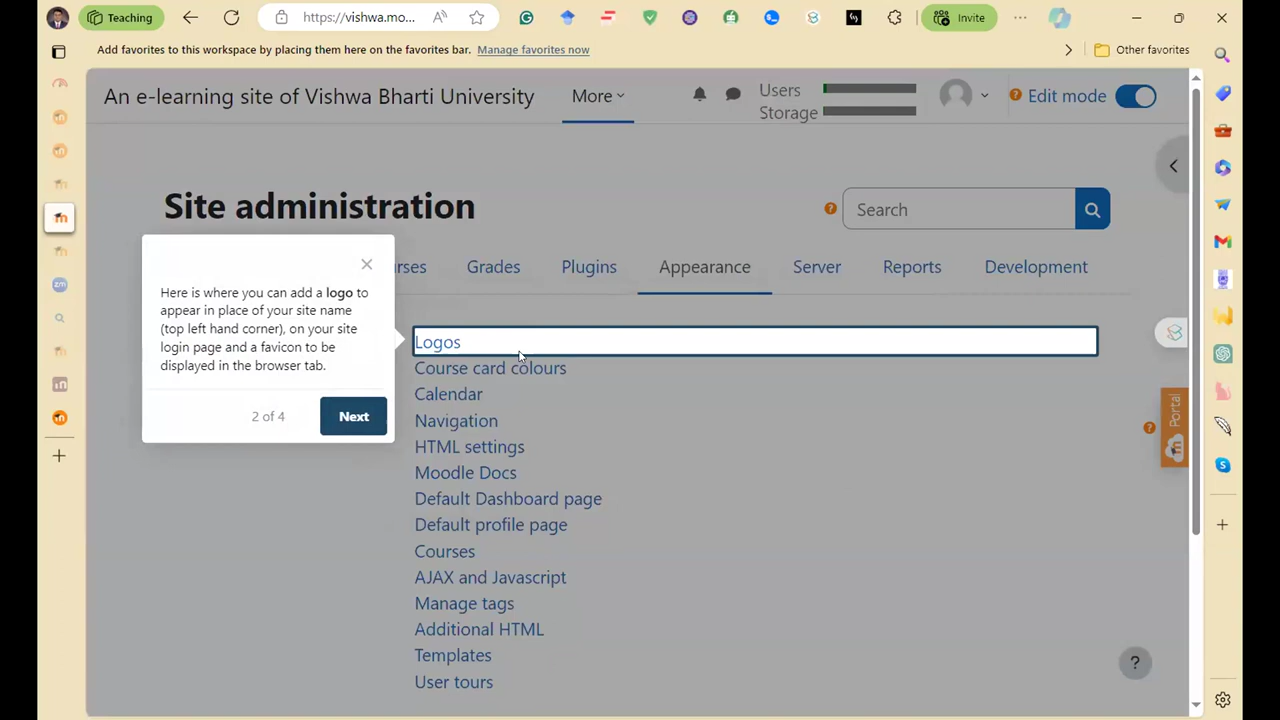 Teaching
https://vishwa.mo...
Invite
Add favorites to this workspace by placing them here on the favorites bar. Manage favorites now
Other favorites
An e-learning site of Vishwa Bharti University
More
Users
Storage
Edit mode
Site administration
Search
urses
Grades
Plugins
Appearance
Server
Reports
Development
Here is where you can add a logo to
appear in place of your site name
(top left hand corner), on your site
login page and a favicon to be
displayed in the browser tab.
2 of 4
Next
Logos
Course card colours
Calendar
Navigation
HTML settings
Moodle Docs
Default Dashboard page
Default profile page
Courses
AJAX and Javascript
Manage tags
Additional HTML
Templates
User tours
Portal